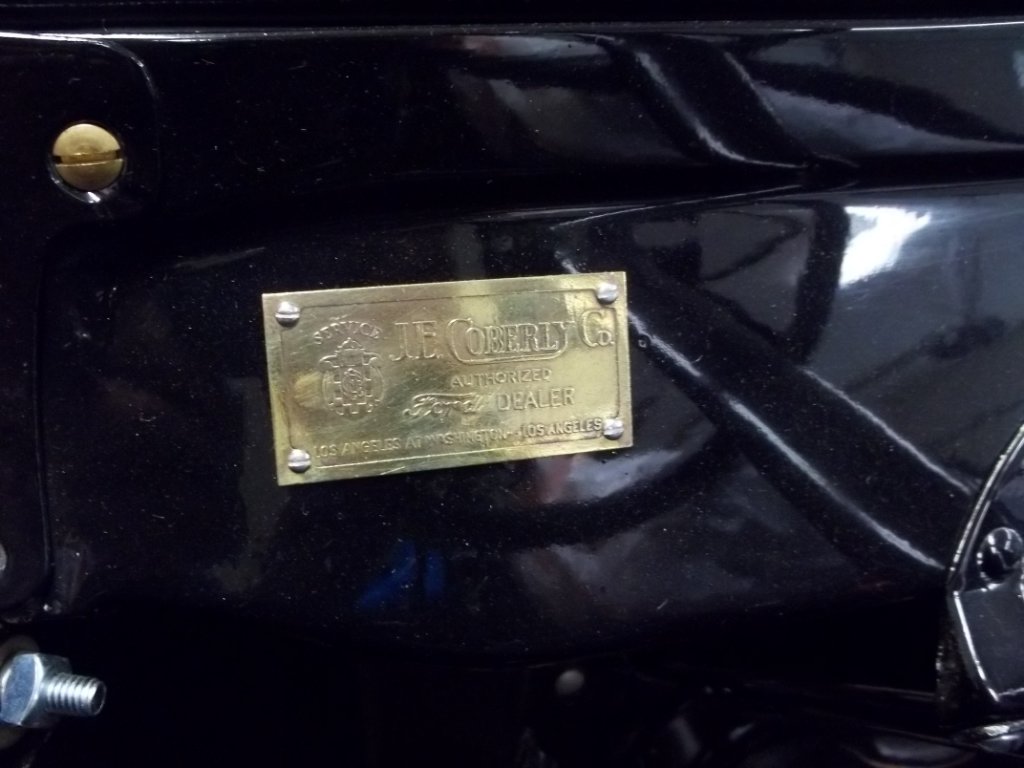 SERVICE
J.E. COBERLY Co.
AUTHORIZED
Ford DEALER
LOS ANGELES AT WASHINGTON - LOS ANGELES